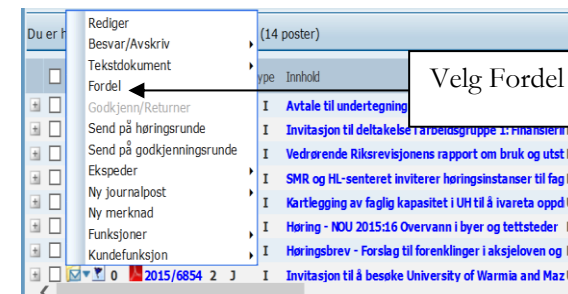 Du er h
(14 poster)
Rediger
Besvar/Avskriv
Tekstdokument
Fordel
Godkjenn/Returner
Send på høringsrunde
Send på godkjenningsrunde
Ekspeder
Ny journalpost
Ny merknad
Funksjoner
Kundefunksjon
Velg Fordel
ype Innhold
I Avtale til undertegning
I Invitasjon til deltakelse i arbeidsgruppe 1: Finansierin
I Vedrørende Riksrevisjonens rapport om bruk og utst
I SMR og HL-senteret inviterer høringsinstanser til fag
I Kartlegging av faglig kapasitet i UH til å ivareta oppd
I Høring - NOU 2015:16 Overvann i byer og tettsteder
I Høringsbrev - Forslag til forenklinger i aksjeloven og
0 2015/6854 2 J I Invitasjon til å besøke University of Warmia and Maz